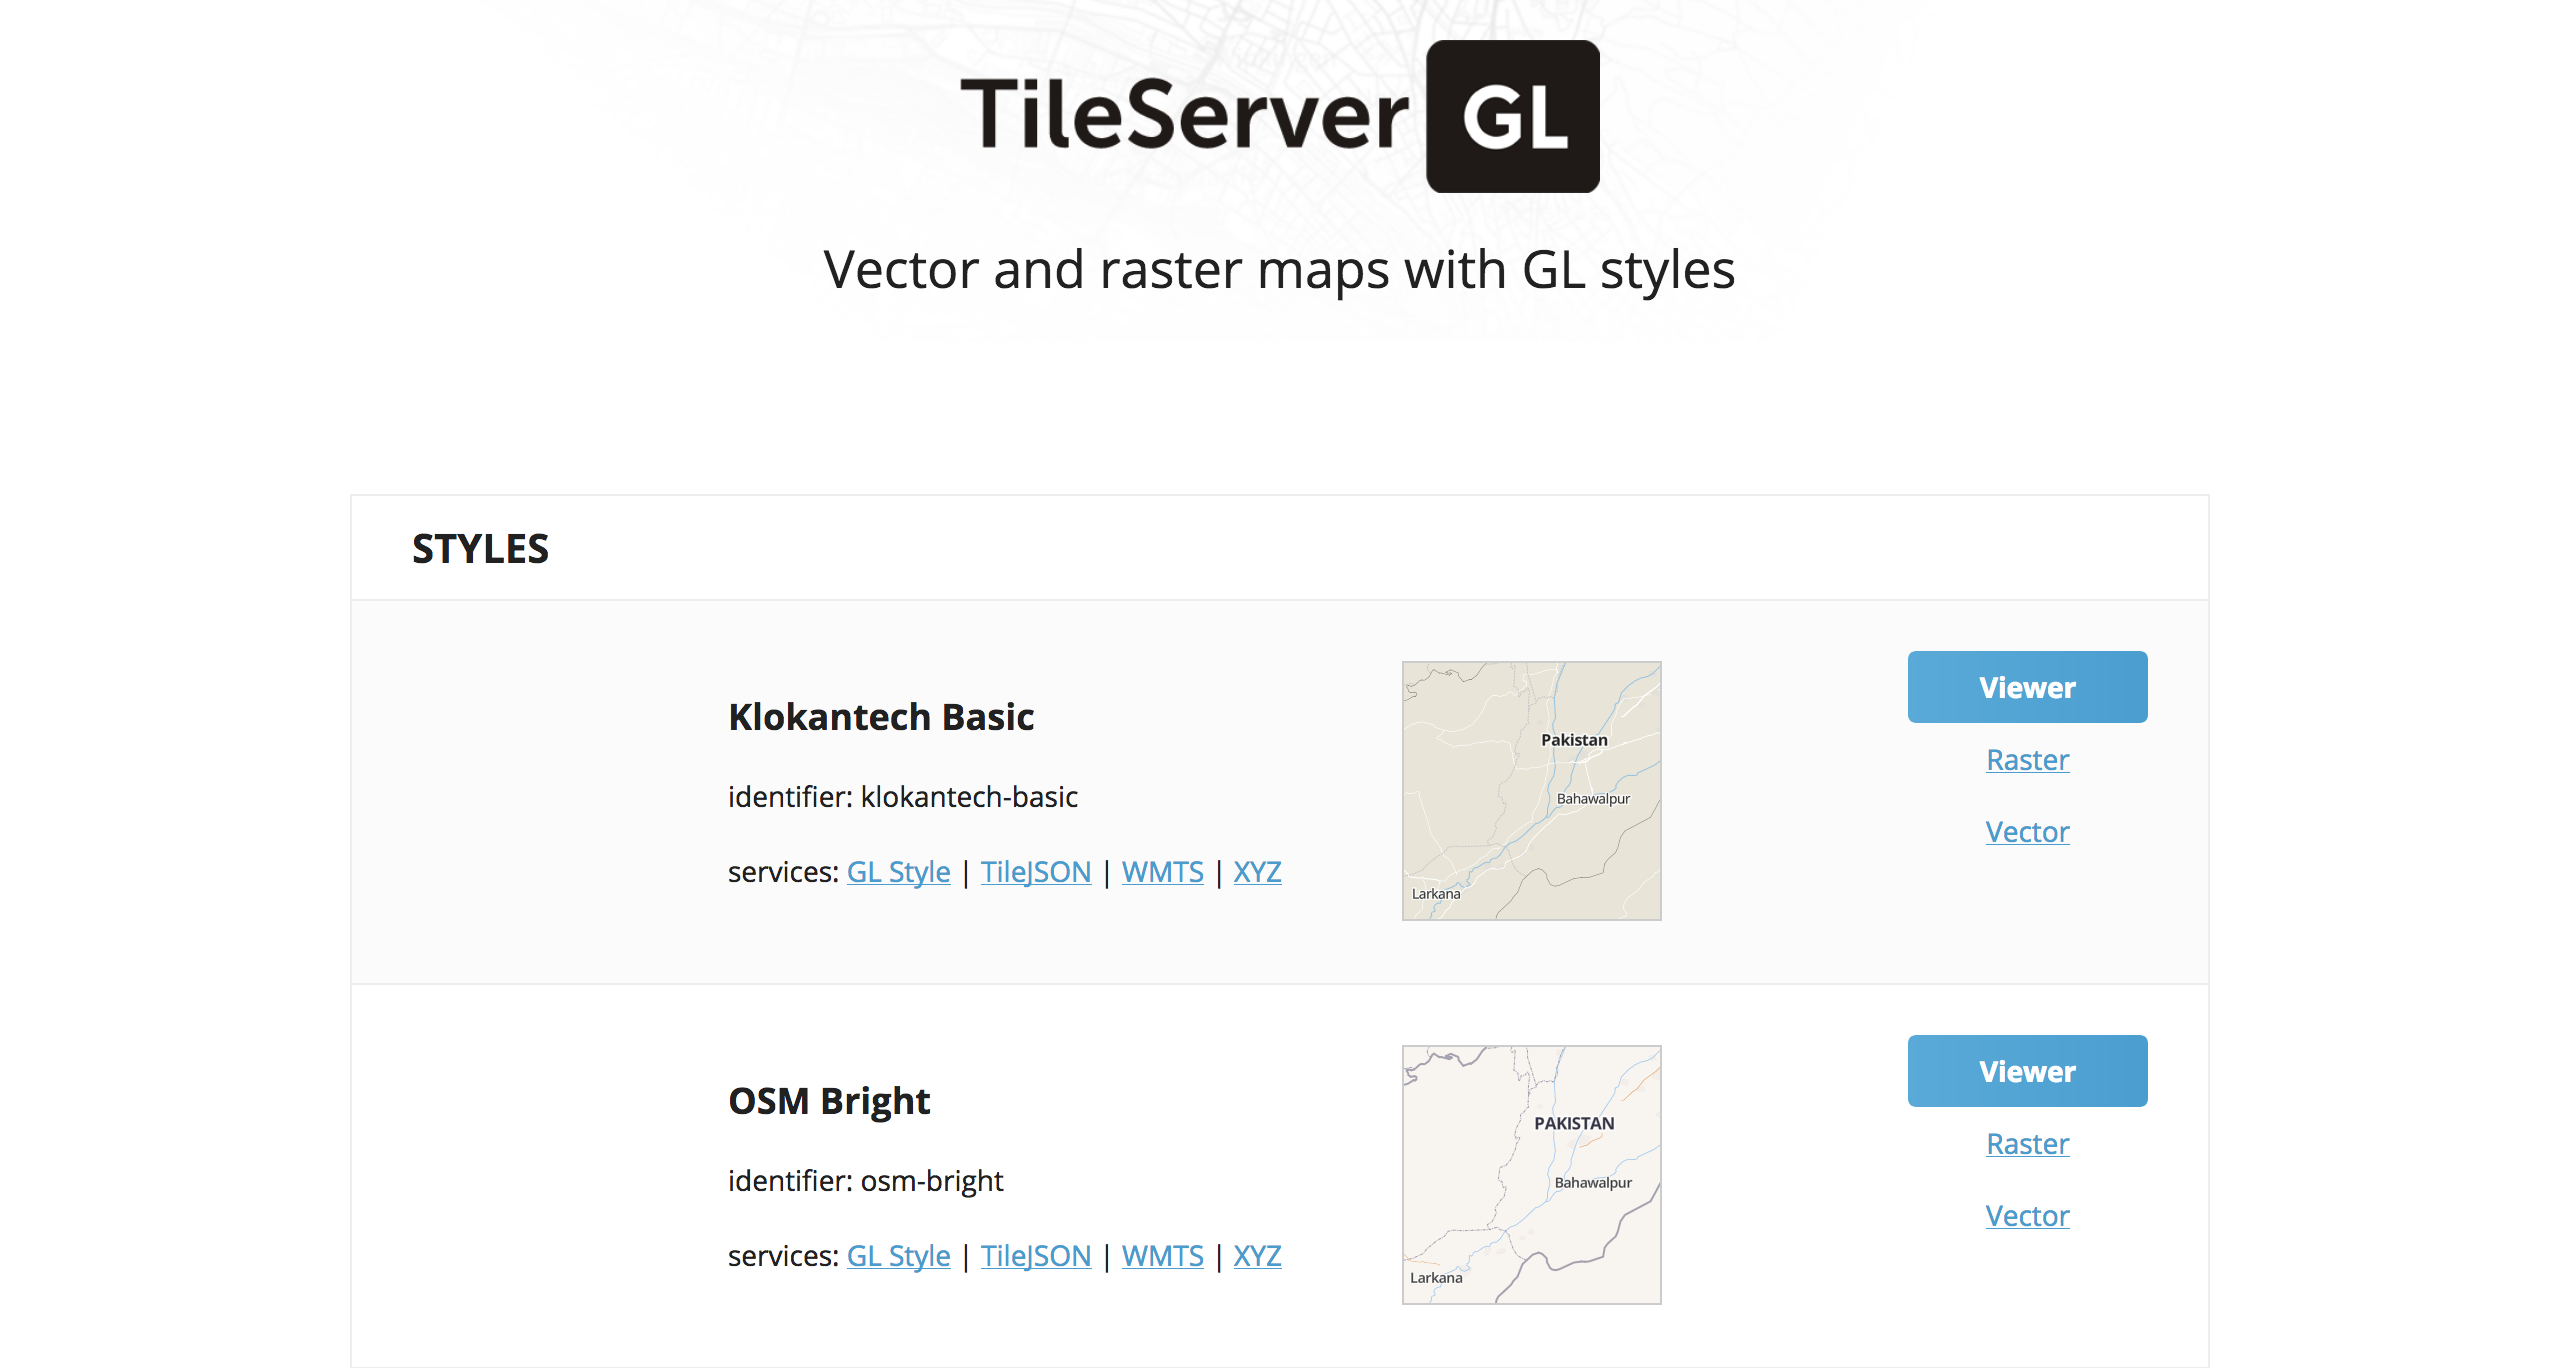 TileServer GL
Vector and raster maps with GL styles
STYLES
Klokantech Basic
identifier: klokantech-basic
services: GL Style | TileJSON | WMTS | XYZ
Pakistan
Bahawalpur
Larkana
Viewer
Raster
Vector
OSM Bright
identifier: osm-bright
services: GL Style | TileJSON | WMTS | XYZ
PAKISTAN
Bahawalpur
Larkana
Viewer
Raster
Vector